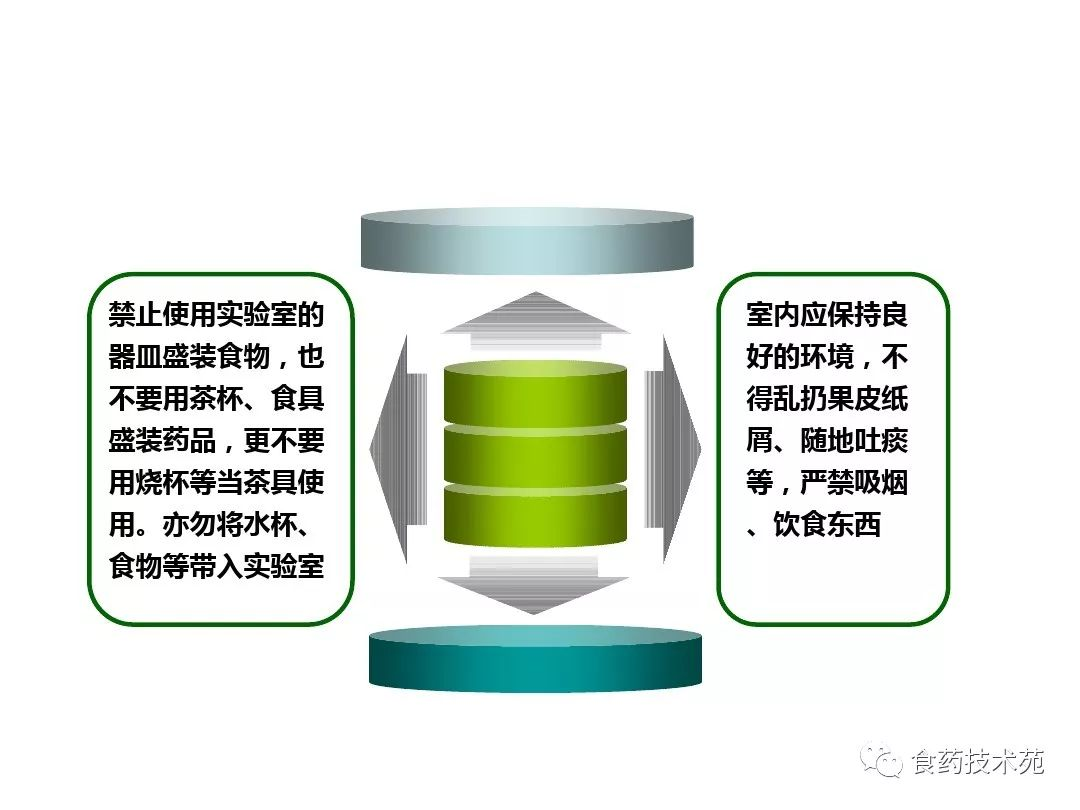 禁止使用实验室的
器皿盛装食物，也
不要用茶杯、食具
盛装药品，更不要
用烧杯等当茶具使
用。亦勿将水杯、
食物等带入实验室
室内应保持良
好的环境，不
得乱扔果皮纸
屑、随地吐痰
等，严禁吸烟
、饮食东西
食药技术苑